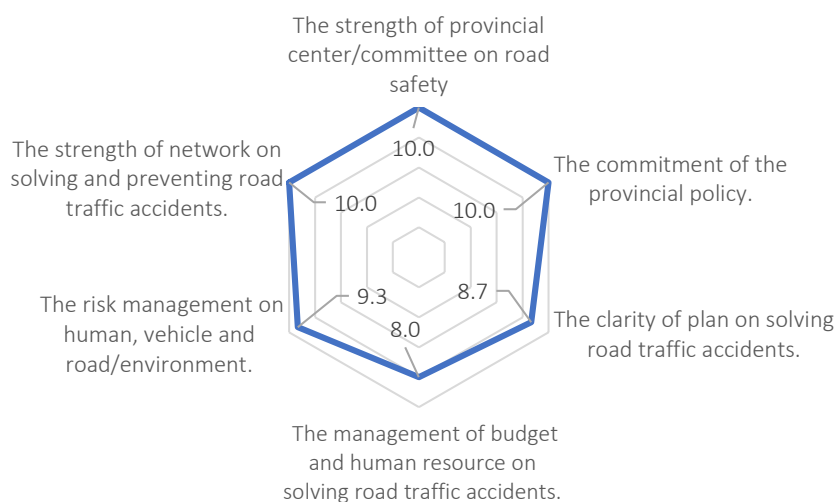 The strength of provincial
center/committee on road
safety
10.0
The commitment of the
provincial policy.
10.0
The clarity of plan on solving
road traffic accidents.
8.7
The management of budget
and human resource on
solving road traffic accidents.
8.0
The risk management on
human, vehicle and
road/environment.
9.3
The strength of network on
solving and preventing road
traffic accidents.
10.0